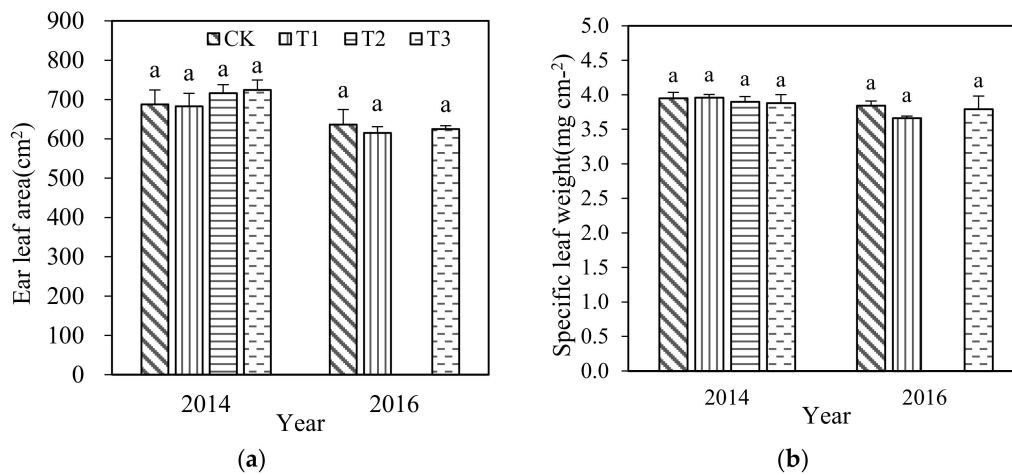 900
800
700
600
500
400
300
200
100
0
Ear leaf area(cm²)
CK T1 T2 T3
a a a a
a a a
2014 2016
Year
(a)
5.0
4.5
4.0
3.5
3.0
2.5
2.0
1.5
1.0
0.5
0.0
Specific leaf weight(mg cm-²)
a a a a
a a a
2014 2016
Year
(b)